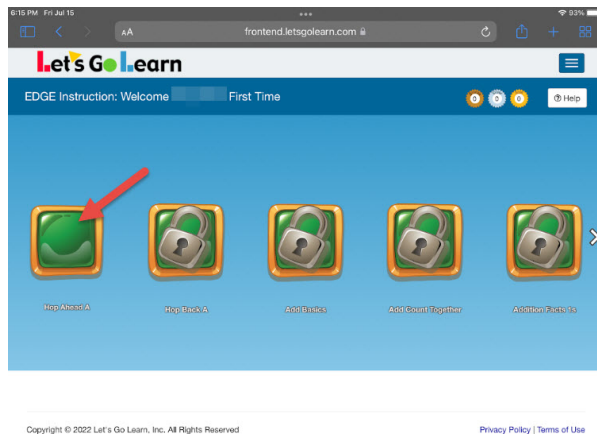 6:15 PM Fri Jul 15 93%
AA frontend.letsgolearn.com
Let's Go Learn
EDGE Instruction: Welcome First Time 0 0 0 Help
Hop Ahead A Hop Back A Add Basics Add Count Together Addition Facts 1s
Copyright © 2022 Let's Go Learn, Inc. All Rights Reserved Privacy Policy | Terms of Use